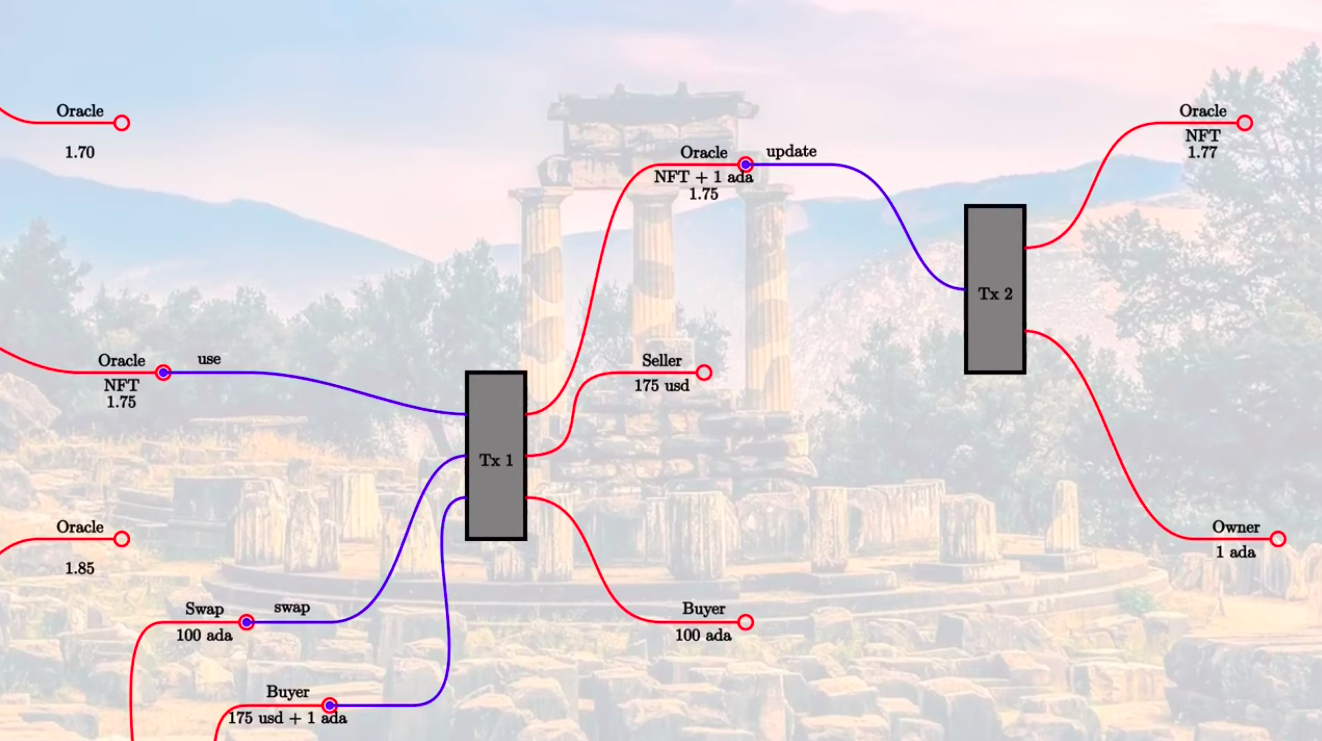 Oracle
1.70
Oracle
NFT + 1 ada
1.75
update
Oracle
NFT
1.77
Tx 2
Oracle
NFT
1.75
use
Seller
175 usd
Tx 1
Oracle
1.85
Owner
1 ada
Swap
100 ada
swap
Buyer
100 ada
Buyer
175 usd + 1 ada